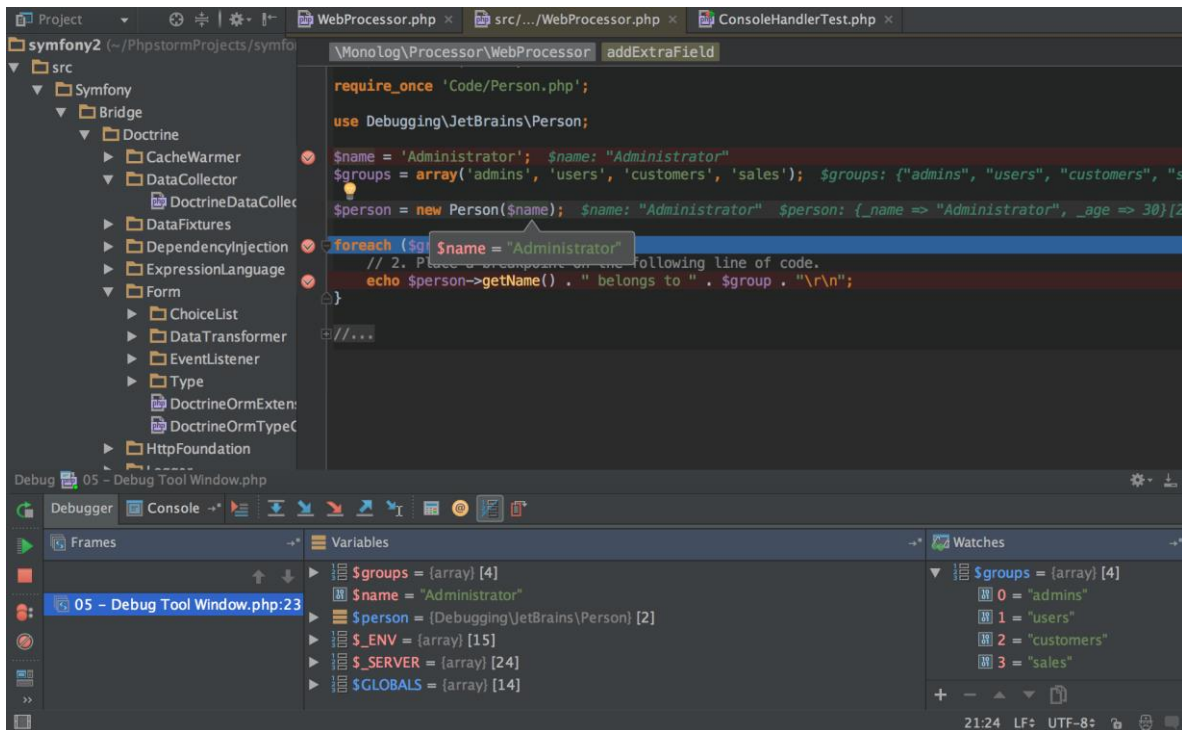 Project
WebProcessor.php
src/.../WebProcessor.php
ConsoleHandlerTest.php
symfony2 (~/PhpstormProjects/symfo
src
Symfony
Bridge
Doctrine
CacheWarmer
DataCollector
DoctrineDataCollec
DataFixtures
DependencyInjection
ExpressionLanguage
Form
ChoiceList
DataTransformer
EventListener
Type
DoctrineOrmExten
DoctrineOrmTypeG
HttpFoundation
\Monolog\Processor\WebProcessor addExtraField
require_once 'Code/Person.php';
use Debugging\JetBrains\Person;
$name = 'Administrator'; $name: "Administrator"
$groups = array('admins', 'users', 'customers', 'sales'); $groups: {"admins", "users", "customers", "s
$person = new Person($name); $name: "Administrator" $person: {_name => "Administrator", _age => 30}[2
foreach ($g
$name = "Administrator"
// 2. Place a breakpoint on the following line of code.
echo $person->getName() . " belongs to " . $group . "\r\n";
}
//...
Debug 05 – Debug Tool Window.php
Debugger Console
Frames
05 – Debug Tool Window.php:23
Variables
$groups = {array} [4]
$name = "Administrator"
$person = {Debugging\JetBrains\Person} [2]
$_ENV = {array} [15]
$_SERVER = {array} [24]
$GLOBALS = {array} [14]
Watches
$groups = {array} [4]
0 = "admins"
1 = "users"
2 = "customers"
3 = "sales"
21:24 LF UTF-8